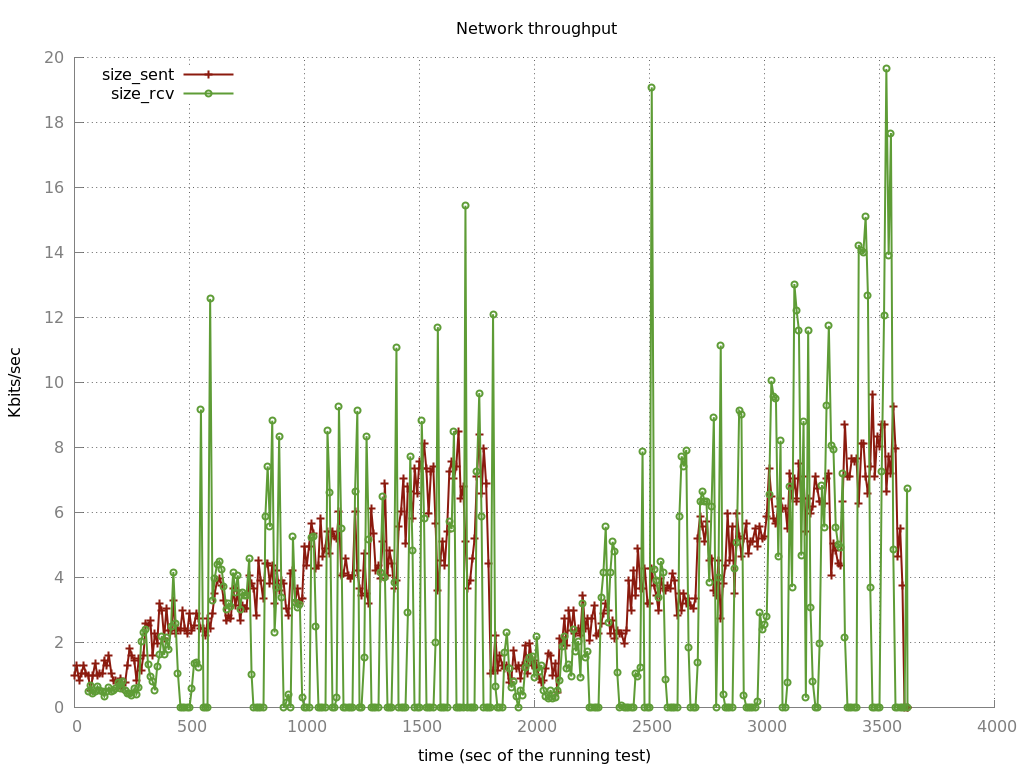 Network throughput
size_sent
size_rcv
Kbits/sec
20
18
16
14
12
10
8
6
4
2
0
0 500 1000 1500 2000 2500 3000 3500 4000
time (sec of the running test)